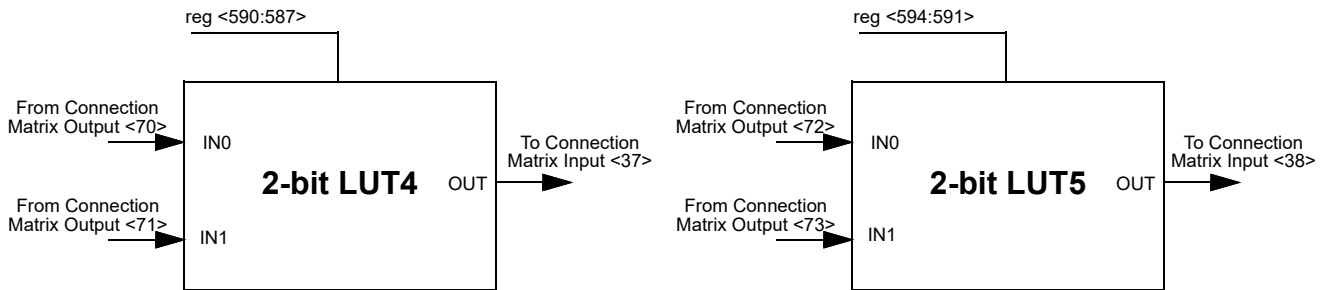 reg <590:587>
From Connection
Matrix Output <70>
IN0
2-bit LUT4
OUT
To Connection
Matrix Input <37>
From Connection
Matrix Output <71>
IN1
reg <594:591>
From Connection
Matrix Output <72>
IN0
2-bit LUT5
OUT
To Connection
Matrix Input <38>
From Connection
Matrix Output <73>
IN1